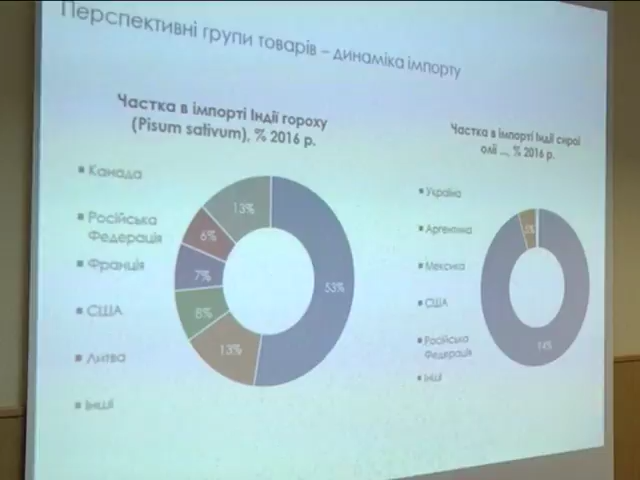 Перспективні групи товарів – динаміка імпорту
Частка в імпорті Індії гороху
(Pisum sativum), % 2016 р.
Канада
Російська
Федерація
Франція
США
Литва
Інші
13%
6%
7%
8%
13%
53%
Частка в імпорті Індії сирої
олії ..., % 2016 р.
Україна
Аргентина
Мексика
США
Російська
Федерація
Інші